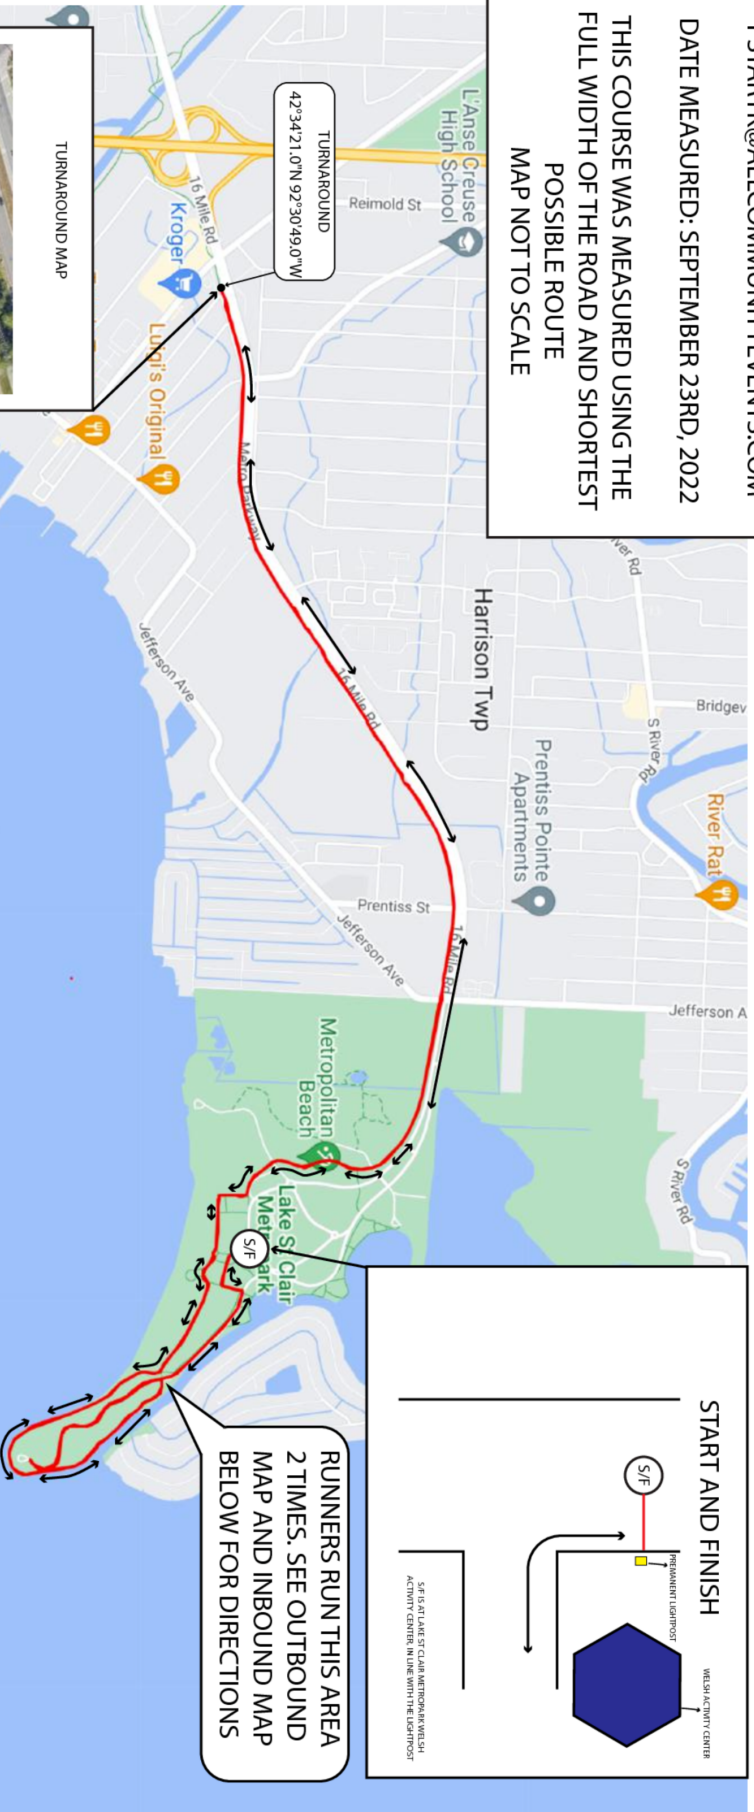 DATE MEASURED: SEPTEMBER 23RD, 2022
THIS COURSE WAS MEASURED USING THE
FULL WIDTH OF THE ROAD AND SHORTEST
POSSIBLE ROUTE
MAP NOT TO SCALE
TURNAROUND
42°34'21.0"N 92°30'49.0"W
TURNAROUND MAP
L'Anse Creuse
High School
Reimold St
16 Mile Rd
Kroger
Luigi's Original
Metro Parkway
16 Mile Rd
Harrison Twp
Jefferson Ave
Bridgev
S River Rd
River Rat
Prentiss Pointe
Apartments
Prentiss St
Jefferson Ave
16 Mile Rd
Jefferson A
S River Rd
Metropolitan
Beach
Lake St Clair
Metropark
S/F
START AND FINISH
S/F
PREMANENT LIGHTPOST
WELSH ACTIVITY CENTER
S/F IS AT LAKE ST CLAIR METROPARK WELSH
ACTIVITY CENTER, IN LINE WITH THE LIGHTPOST
RUNNERS RUN THIS AREA
2 TIMES. SEE OUTBOUND
MAP AND INBOUND MAP
BELOW FOR DIRECTIONS